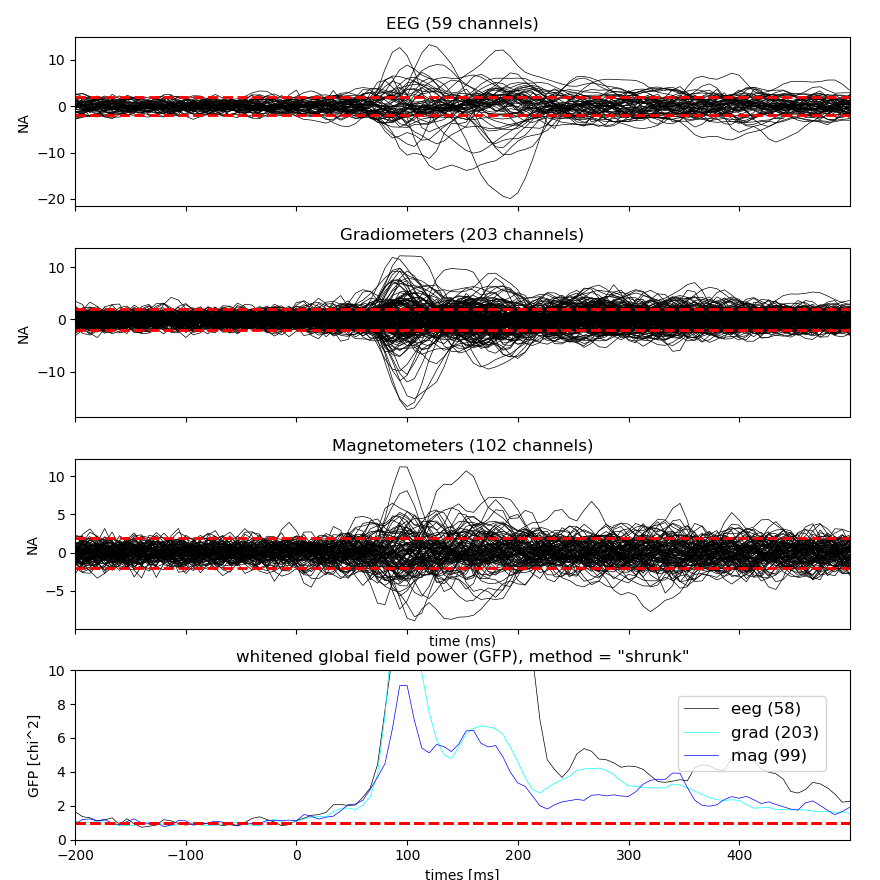 EEG (59 channels)
10
0
−10
−20
NA
Gradiometers (203 channels)
10
0
−10
NA
Magnetometers (102 channels)
10
5
0
−5
NA
time (ms)
whitened global field power (GFP), method = "shrunk"
10
8
6
4
2
0
GFP [chi^2]
eeg (58)
grad (203)
mag (99)
−200 −100 0 100 200 300 400
times [ms]